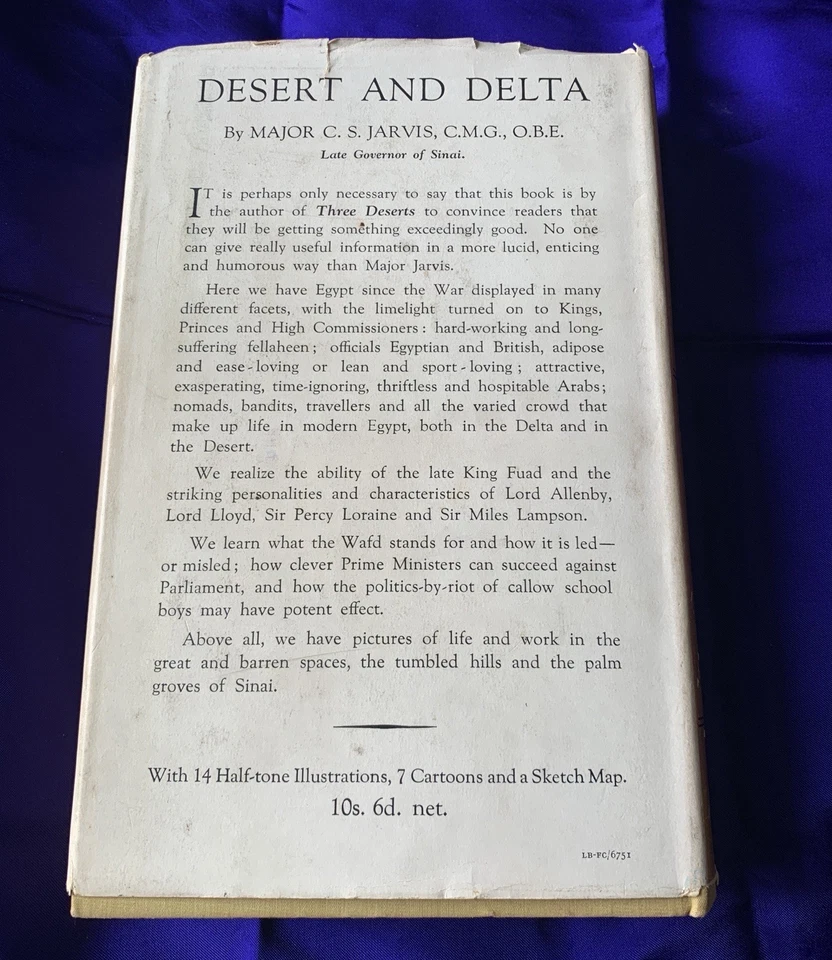 DESERT AND DELTA
By MAJOR C. S. JARVIS, C.M.G., O.B.E.
Late Governor of Sinai.
IT is perhaps only necessary to say that this book is by
the author of Three Deserts to convince readers that
they will be getting something exceedingly good. No one
can give really useful information in a more lucid, enticing
and humorous way than Major Jarvis.
Here we have Egypt since the War displayed in many
different facets, with the limelight turned on to Kings,
Princes and High Commissioners: hard-working and long-
suffering fellaheen; officials Egyptian and British, adipose
and ease-loving or lean and sport-loving; attractive,
exasperating, time-ignoring, thriftless and hospitable Arabs;
nomads, bandits, travellers and all the varied crowd that
make up life in modern Egypt, both in the Delta and in
the Desert.
We realize the ability of the late King Fuad and the
striking personalities and characteristics of Lord Allenby,
Lord Lloyd, Sir Percy Loraine and Sir Miles Lampson.
We learn what the Wafd stands for and how it is led—
or misled; how clever Prime Ministers can succeed against
Parliament, and how the politics-by-riot of callow school
boys may have potent effect.
Above all, we have pictures of life and work in the
great and barren spaces, the tumbled hills and the palm
groves of Sinai.
With 14 Half-tone Illustrations, 7 Cartoons and a Sketch Map.
10s. 6d. net.
LB-FC/6751